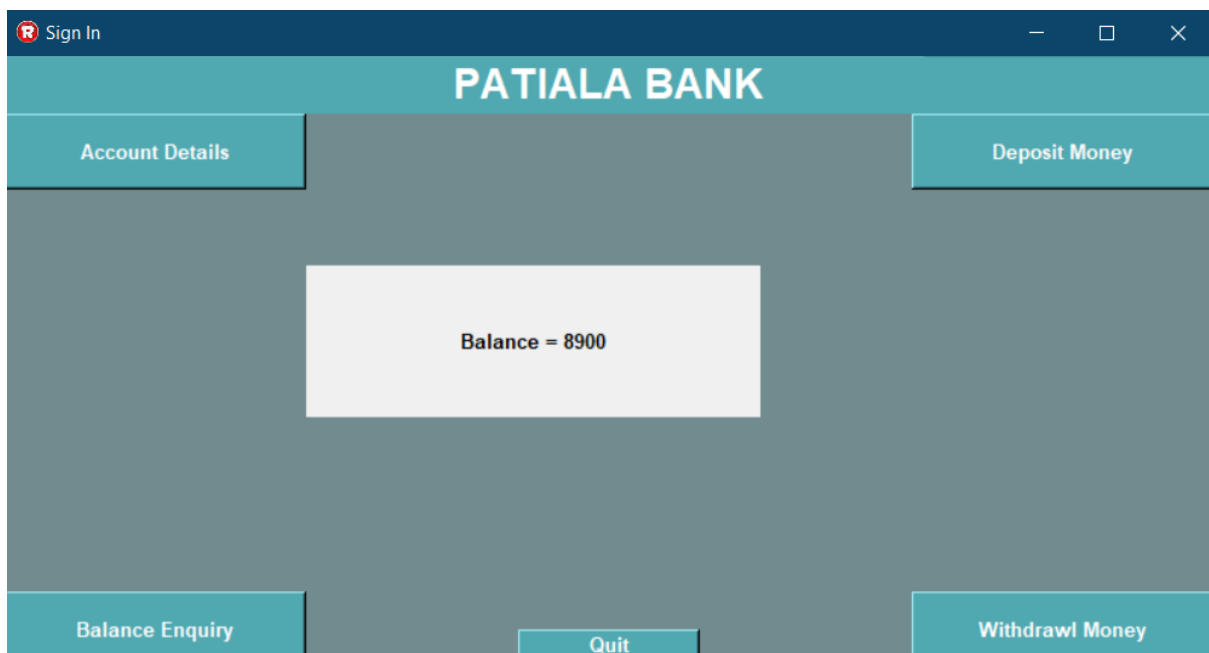 Sign In
PATIALA BANK
Account Details
Deposit Money
Balance = 8900
Balance Enquiry
Withdrawl Money
Quit